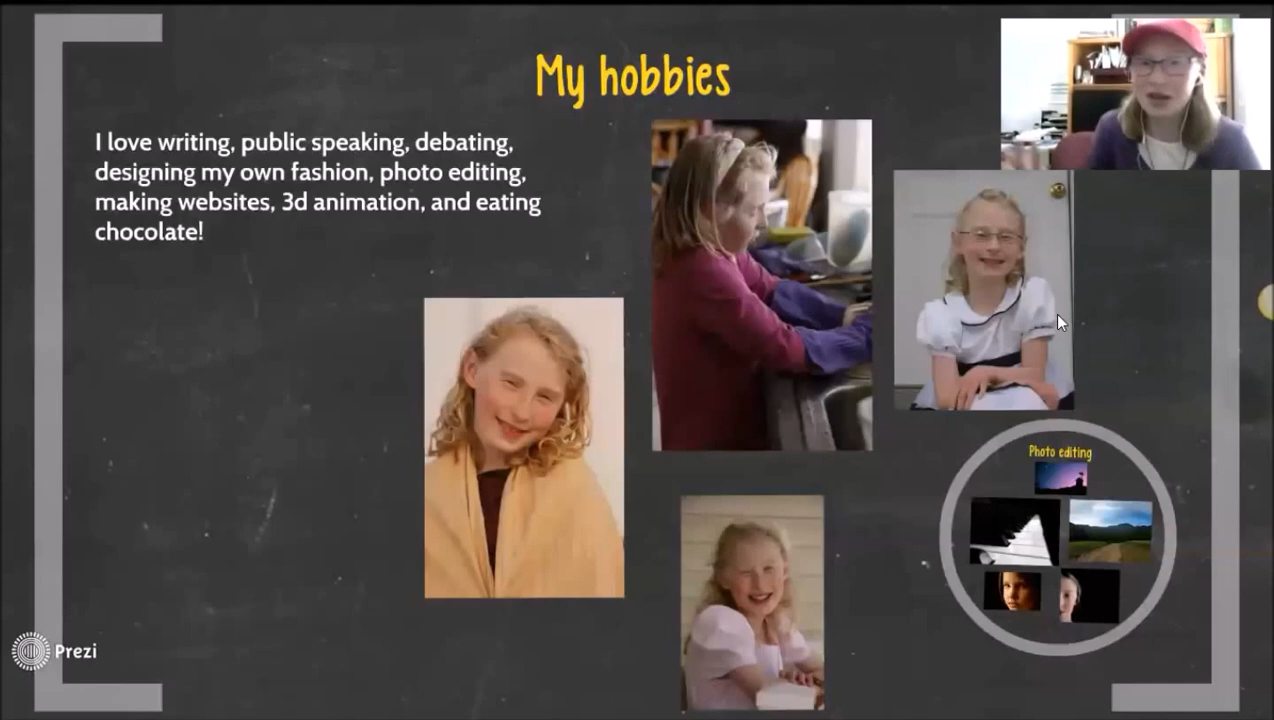 My hobbies
I love writing, public speaking, debating,
designing my own fashion, photo editing,
making websites, 3d animation, and eating
chocolate!
Photo editing
Prezi